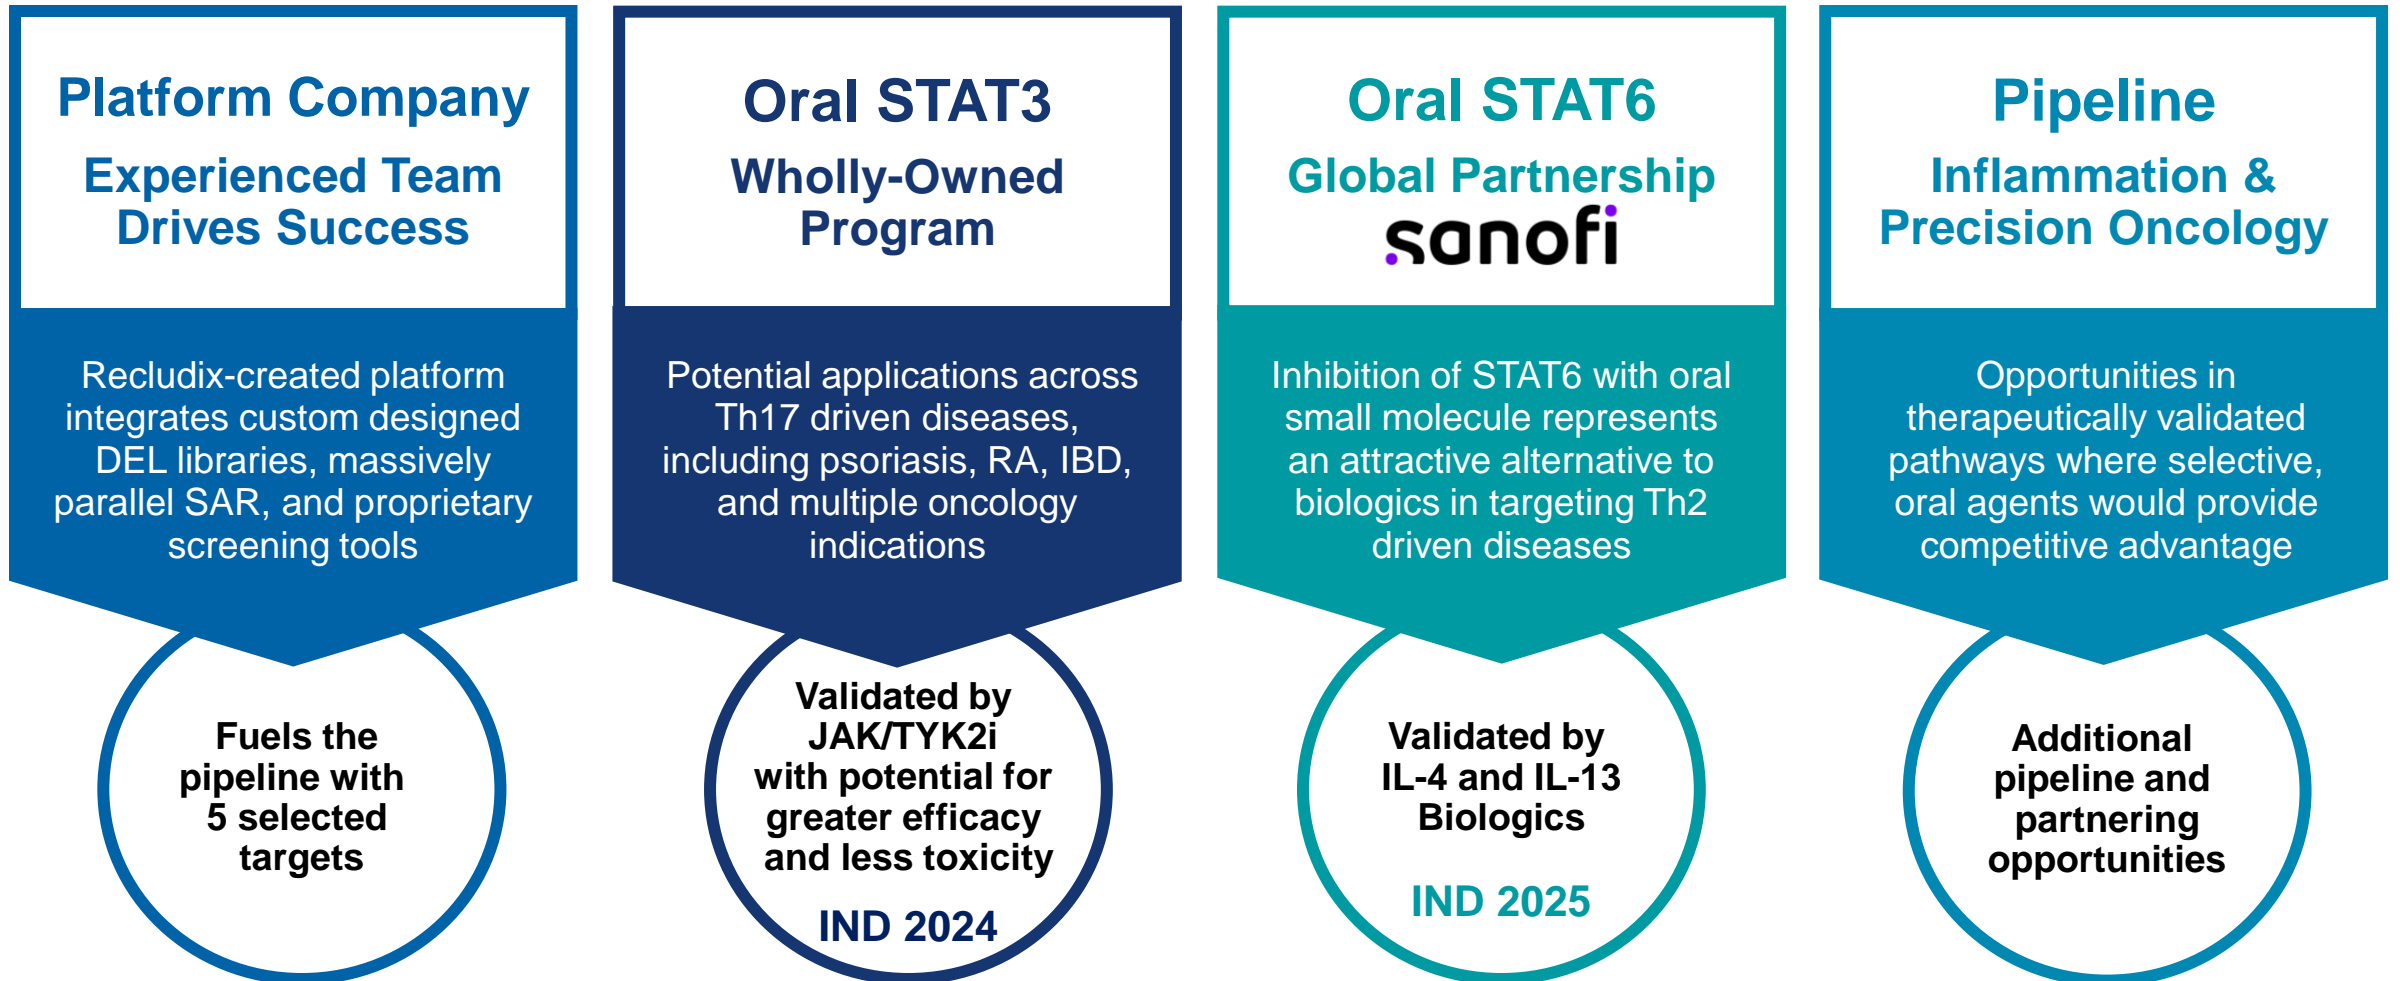 Platform Company
Experienced Team
Drives Success
Recludix-created platform
integrates custom designed
DEL libraries, massively
parallel SAR, and proprietary
screening tools
Fuels the
pipeline with
5 selected
targets
Oral STAT3
Wholly-Owned
Program
Potential applications across
Th17 driven diseases,
including psoriasis, RA, IBD,
and multiple oncology
indications
Validated by
JAK/TYK2i
with potential for
greater efficacy
and less toxicity
IND 2024
Oral STAT6
Global Partnership
sanofi
Inhibition of STAT6 with oral
small molecule represents
an attractive alternative to
biologics in targeting Th2
driven diseases
Validated by
IL-4 and IL-13
Biologics
IND 2025
Pipeline
Inflammation &
Precision Oncology
Opportunities in
therapeutically validated
pathways where selective,
oral agents would provide
competitive advantage
Additional
pipeline and
partnering
opportunities